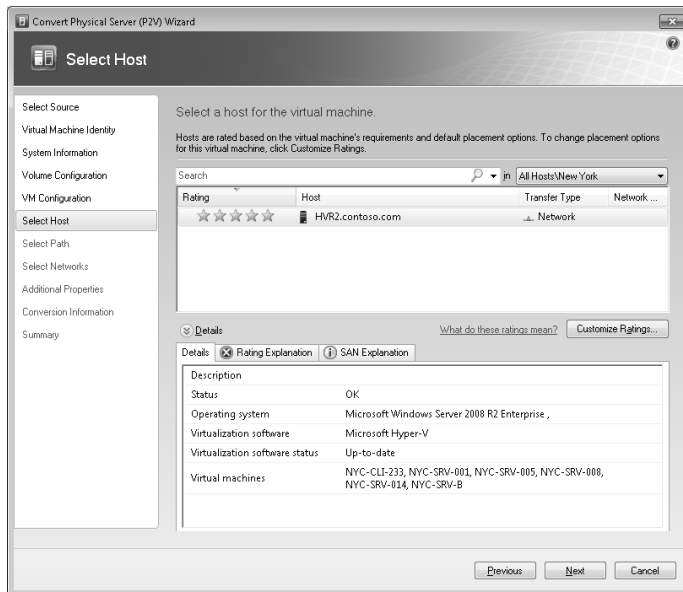 Convert Physical Server (P2V) Wizard
Select Host
Select Source
Virtual Machine Identity
System Information
Volume Configuration
VM Configuration
Select Host
Select Path
Select Networks
Additional Properties
Conversion Information
Summary
Select a host for the virtual machine.
Hosts are rated based on the virtual machine's requirements and default placement options. To change placement options
for this virtual machine, click Customize Ratings.
Search in All Hosts\New York
Rating Host Transfer Type Network ...
HVR2.contoso.com Network
Details What do these ratings mean? Customize Ratings...
Details Rating Explanation SAN Explanation
Description
Status OK
Operating system Microsoft Windows Server 2008 R2 Enterprise ,
Virtualization software Microsoft Hyper-V
Virtualization software status Up-to-date
Virtual machines NYC-CLI-233, NYC-SRV-001, NYC-SRV-005, NYC-SRV-008,
NYC-SRV-014, NYC-SRV-B
Previous Next Cancel